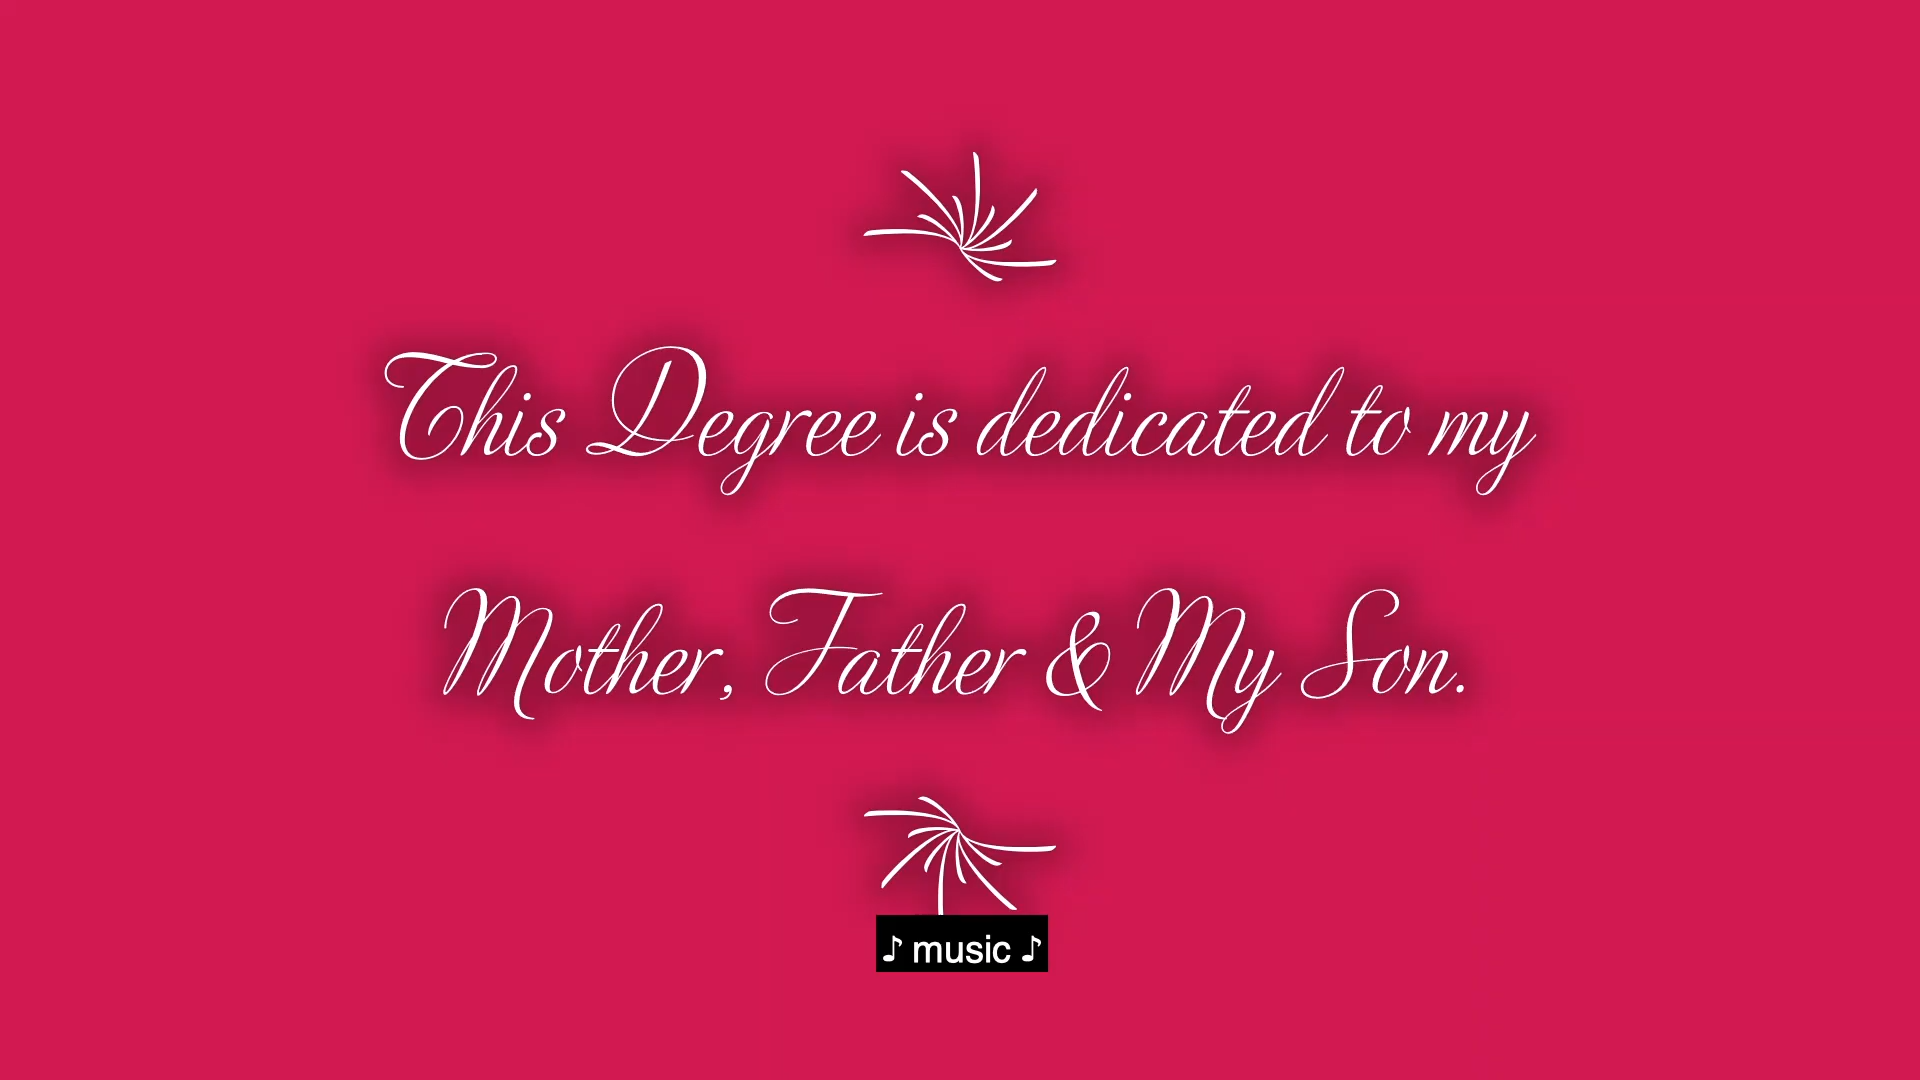 This Degree is dedicated to my
Mother, Father & My Son.
♪ music ♪